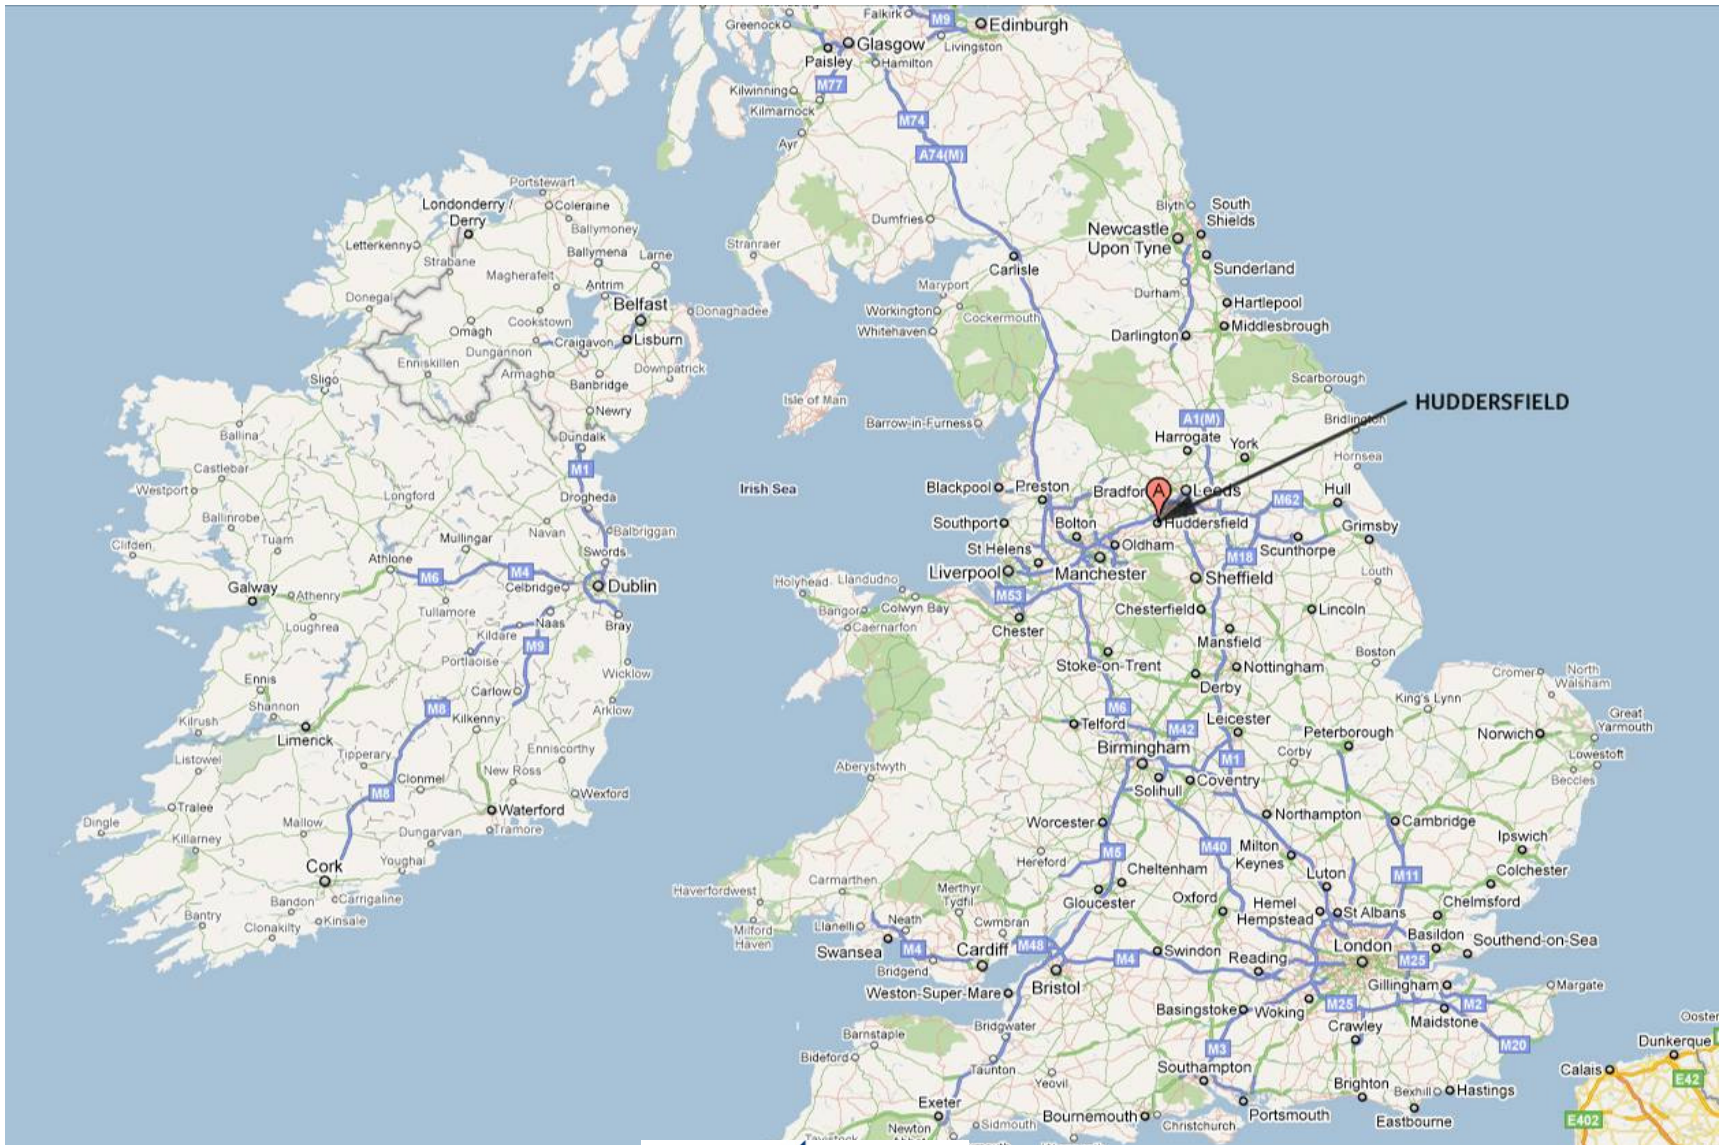 Greenock
Falkirk
M9
Edinburgh
Glasgow
Livingston
Paisley
Hamilton
M77
Kilwinning
Kilmarnock
M74
Ayr
A74(M)
Portstewart
Londonderry /
Derry
Coleraine
Ballymoney
Dumfries
Blyth
South
Shields
Newcastle
Upon Tyne
Letterkenny
Strabane
Ballymena
Larne
Stranraer
Carlisle
Sunderland
Magherafelt
Antrim
Maryport
Durham
Donegal
Belfast
Donaghadee
Workington
Cockermouth
Hartlepool
Omagh
Cookstown
Whitehaven
Middlesbrough
Craigavon
Lisburn
Darlington
Dungannon
Enniskillen
Armagh
Downpatrick
Banbridge
Sligo
Scarborough
Isle of Man
HUDDERSFIELD
Newry
Barrow-in-Furness
A1(M)
Bridlington
Ballina
Dundalk
Harrogate
York
Hornsea
Castlebar
M1
Westport
Longford
Drogheda
Irish Sea
Blackpool
Preston
Bradfor
A
Leeds
M62
Hull
Ballinrobe
Navan
Balbriggan
Southport
Bolton
Huddersfield
Grimsby
Clifden
Tuam
Mullingar
Swords
St Helens
Oldham
M18
Scunthorpe
Athlone
M6
M4
Liverpool
Manchester
Sheffield
Louth
Galway
Athenry
Celbridge
Dublin
Holyhead
Llandudno
M53
Tullamore
Bangor
Colwyn Bay
Chesterfield
Lincoln
Loughrea
Naas
Bray
Caernarfon
Chester
Kildare
M9
Mansfield
Portlaoise
Stoke-on-Trent
Nottingham
Boston
Wicklow
Derby
Cromer
North
Walsham
Ennis
Carlow
King's Lynn
Shannon
M8
Arklow
M6
Leicester
Great
Yarmouth
Kilrush
Kilkenny
Telford
M42
Peterborough
Norwich
Limerick
Tipperary
Enniscorthy
Birmingham
M1
Corby
Lowestoft
Listowel
New Ross
Aberystwyth
Coventry
Beccles
Clonmel
Solihull
M8
Wexford
Tralee
Waterford
Northampton
Dingle
Mallow
Dungarvan
Tramore
Worcester
Cambridge
Killarney
M40
Milton
Keynes
Ipswich
Youghal
M5
Hereford
Cork
Cheltenham
Luton
M11
Colchester
Haverfordwest
Carmarthen
Merthyr
Tydfil
Bandon
Carrigaline
Gloucester
Oxford
Hemel
Hempstead
St Albans
Chelmsford
Bantry
Kinsale
Clonakilty
Milford
Haven
Llanelli
Neath
Cwmbran
Basildon
Southend-on-Sea
Swansea
M4
Cardiff
M48
M4
Swindon
London
Reading
M25
Bridgend
Bristol
Gillingham
Margate
Weston-Super-Mare
Basingstoke
Woking
M25
M2
Maidstone
Crawley
Barnstaple
Bridgwater
Ooster
Bideford
M3
M20
Dunkerque
Taunton
Southampton
Calais
Yeovil
E42
Brighton
Bexhill
Hastings
Exeter
Bournemouth
Portsmouth
Eastbourne
Newton
Sidmouth
Christchurch
E402